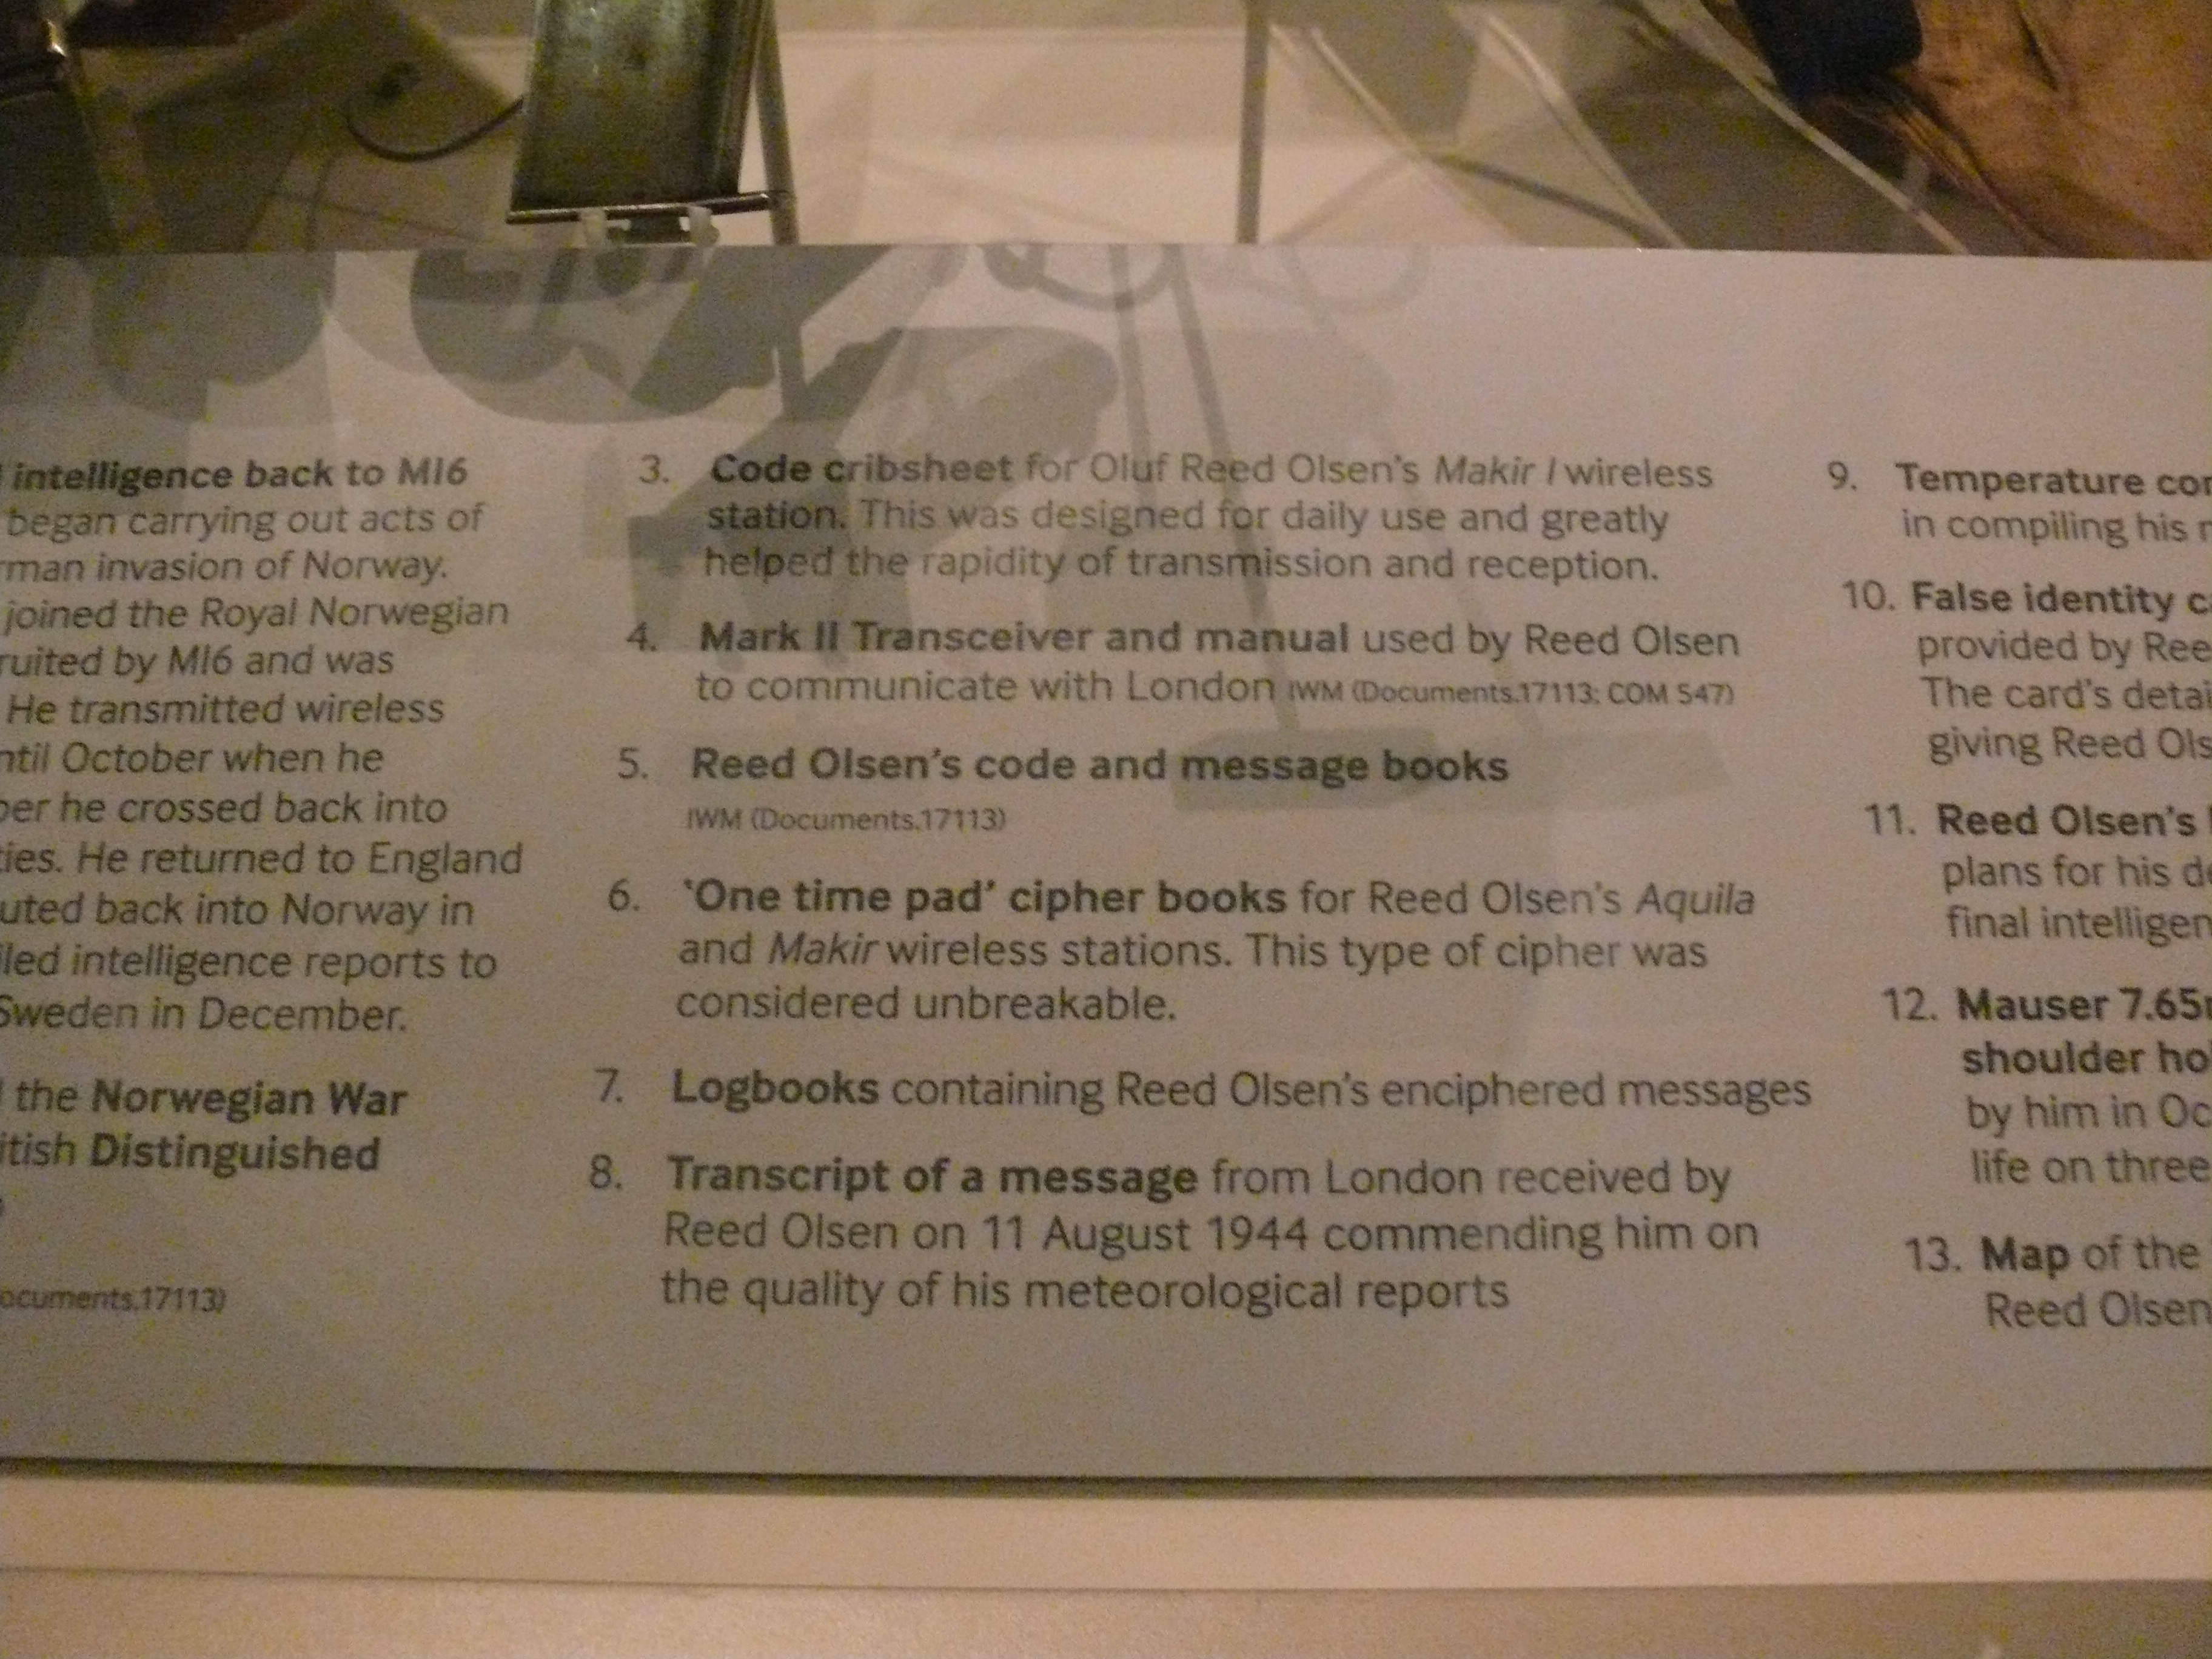 intelligence back to MI6
began carrying out acts of
man invasion of Norway.
joined the Royal Norwegian
ruited by MI6 and was
He transmitted wireless
ntil October when he
ber he crossed back into
ties. He returned to England
uted back into Norway in
iled intelligence reports to
Sweden in December.
the Norwegian War
itish Distinguished
ocuments.17113)
3. Code cribsheet for Oluf Reed Olsen's Makir I wireless
station. This was designed for daily use and greatly
helped the rapidity of transmission and reception.
4. Mark II Transceiver and manual used by Reed Olsen
to communicate with London IWM (Documents.17113: COM 547)
5. Reed Olsen's code and message books
IWM (Documents.17113)
6. 'One time pad' cipher books for Reed Olsen's Aquila
and Makir wireless stations. This type of cipher was
considered unbreakable.
7. Logbooks containing Reed Olsen's enciphered messages
8. Transcript of a message from London received by
Reed Olsen on 11 August 1944 commending him on
the quality of his meteorological reports
9. Temperature con
in compiling his
10. False identity c
provided by Ree
The card's detai
giving Reed Ols
11. Reed Olsen's
plans for his de
final intelligen
12. Mauser 7.65
shoulder ho
by him in Oc
life on three
13. Map of the
Reed Olsen